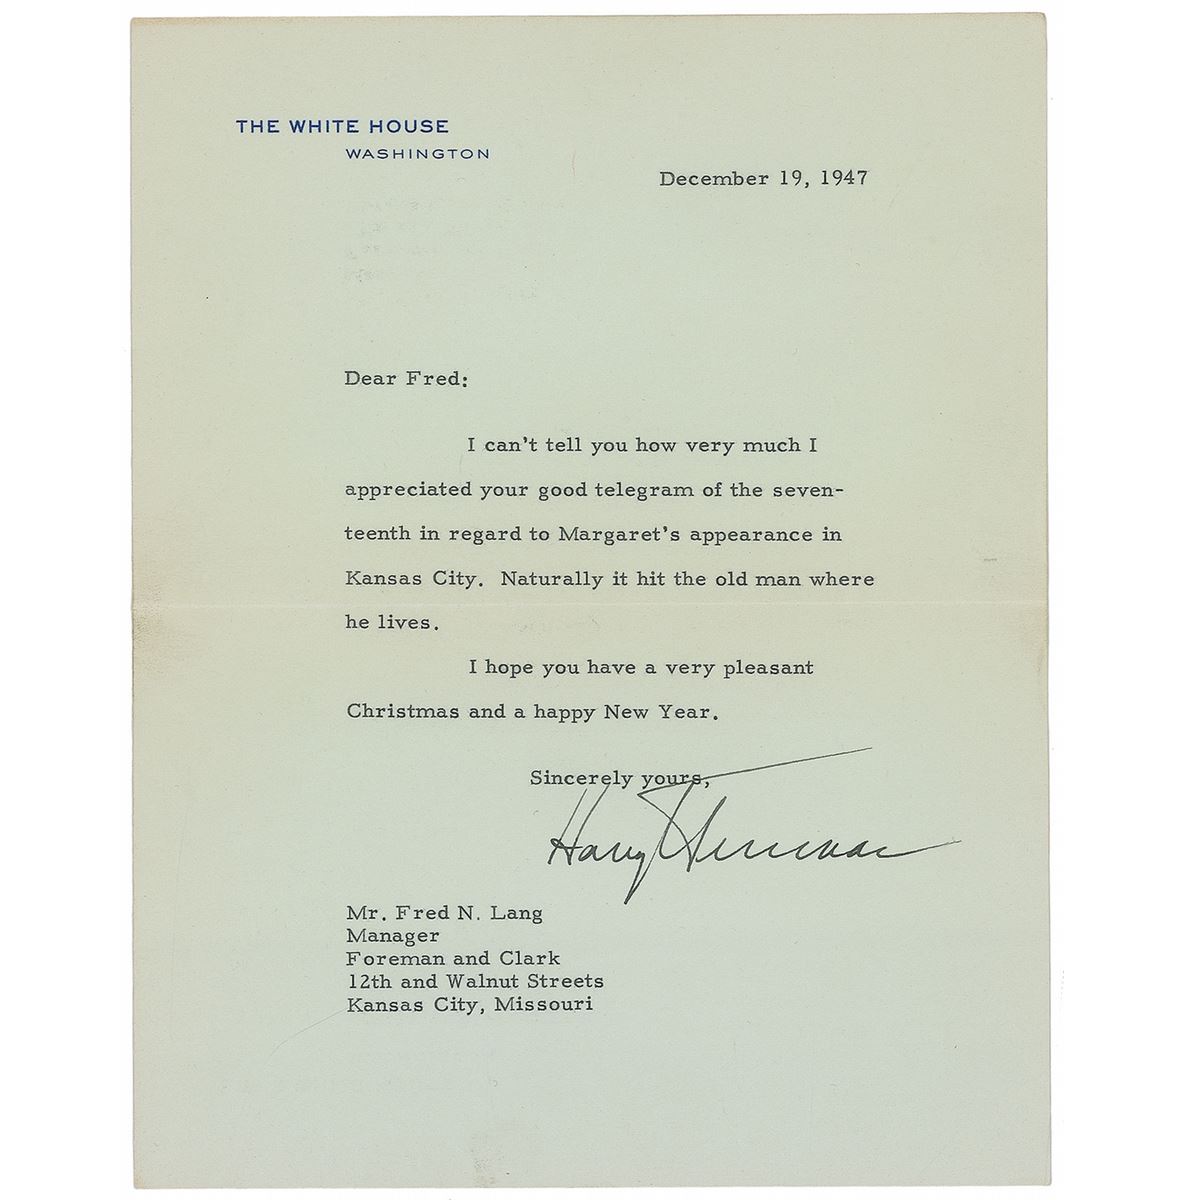 THE WHITE HOUSE
WASHINGTON
December 19, 1947
Dear Fred:
I can't tell you how very much I
appreciated your good telegram of the seven-
teenth in regard to Margaret's appearance in
Kansas City. Naturally it hit the old man where
he lives.
I hope you have a very pleasant
Christmas and a happy New Year.
Sincerely yours,
Harry Truman
Mr. Fred N. Lang
Manager
Foreman and Clark
12th and Walnut Streets
Kansas City, Missouri